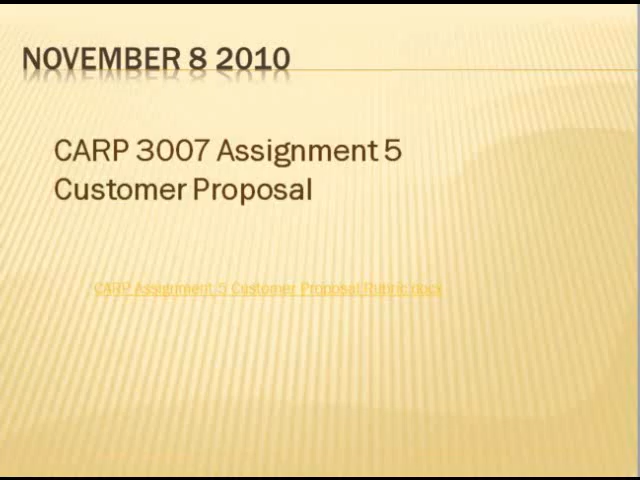 NOVEMBER 8 2010
CARP 3007 Assignment 5
Customer Proposal
CARP Assignment 5 Customer Proposal Rubric.docx